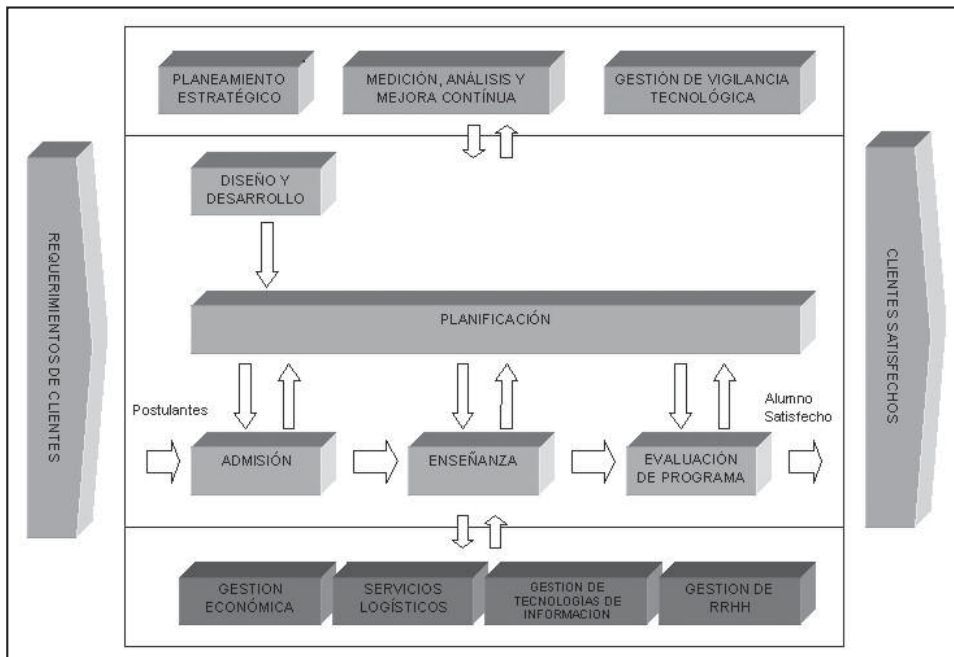 PLANEAMIENTO
ESTRATÉGICO
MEDICIÓN, ANÁLISIS Y
MEJORA CONTÍNUA
GESTIÓN DE VIGILANCIA
TECNOLÓGICA
REQUERIMIENTOS DE CLIENTES
DISEÑO Y
DESARROLLO
PLANIFICACIÓN
Postulantes
Alumno
Satisfecho
ADMISIÓN
ENSEÑANZA
EVALUACIÓN
DE PROGRAMA
CLIENTES SATISFECHOS
GESTION
ECONÓMICA
SERVICIOS
LOGÍSTICOS
GESTION DE
TECNOLOGÍAS DE
INFORMACION
GESTION DE
RRHH